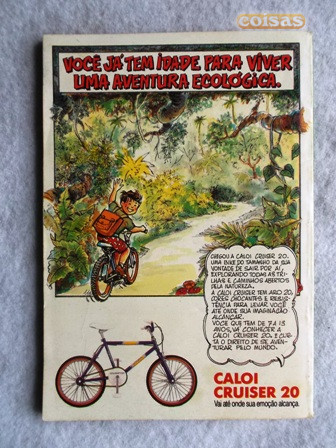 coisas
VOCÊ JÁ TEM IDADE PARA VIVER
UMA AVENTURA ECOLÓGICA.
CHEGOU A CALOI CRUISER 20.
UMA BIKE DO TAMANHO DA SUA
VONTADE DE SAIR POR AÍ,
EXPLORANDO TODAS AS TRI-
LHAS E CAMINHOS ABERTOS
PELA NATUREZA.
A CALOI CRUISER TEM ARO 20,
CORES CHOCANTES E RESIS-
TÊNCIA PARA LEVAR VOCÊ
ATÉ ONDE SUA IMAGINAÇÃO
ALCANÇAR.
VOCÊ QUE TEM DE 7 A 13
ANOS, VÁ CONHECER A
CALOI CRUISER 20. E CUR-
TA O DIREITO DE SE AVEN-
TURAR PELO MUNDO.
CALOI
CRUISER 20
Vai até onde sua emoção alcança.